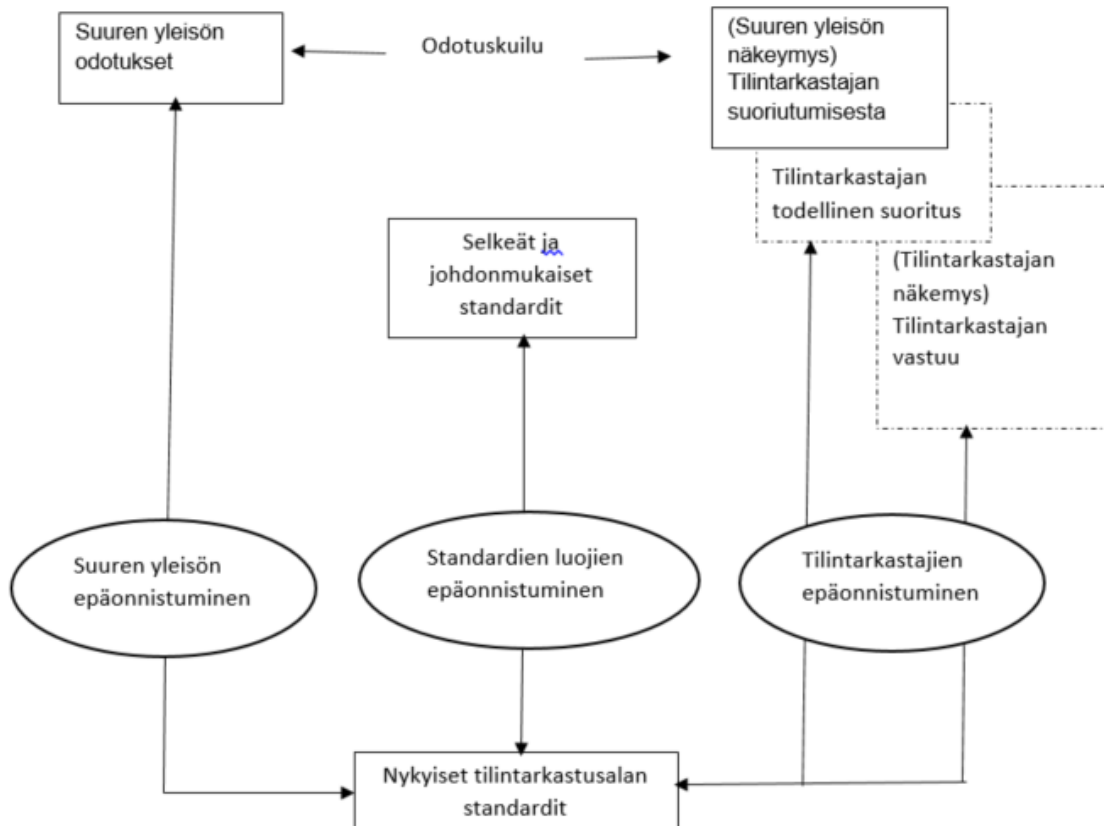 Suuren yleisön
odotukset
Odotuskuilu
(Suuren yleisön
näkeymys)
Tilintarkastajan
suoriutumisesta
Tilintarkastajan
todellinen suoritus
Selkeät ja
johdonmukaiset
standardit
(Tilintarkastajan
näkemys)
Tilintarkastajan
vastuu
Suuren yleisön
epäonnistuminen
Standardien luojien
epäonnistuminen
Tilintarkastajien
epäonnistuminen
Nykyiset tilintarkastusalan
standardit